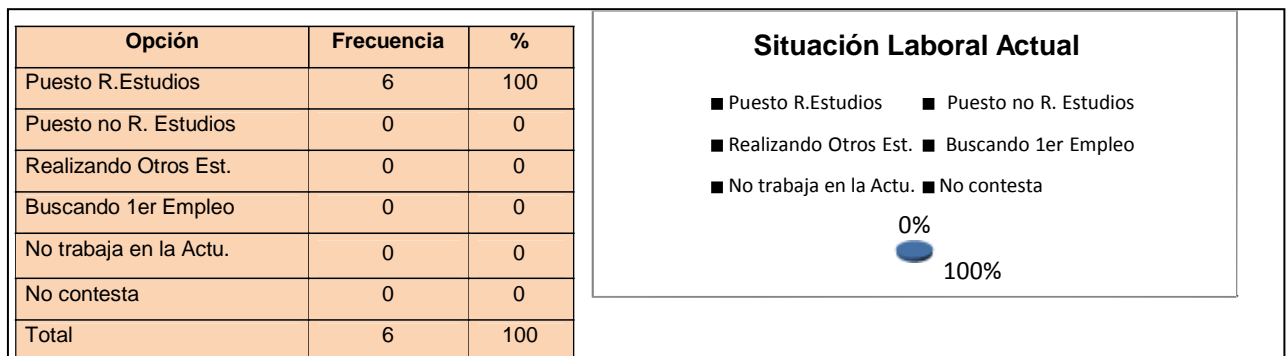 Opción Frecuencia %
Puesto R.Estudios 6 100
Puesto no R. Estudios 0 0
Realizando Otros Est. 0 0
Buscando 1er Empleo 0 0
No trabaja en la Actu. 0 0
No contesta 0 0
Total 6 100
Situación Laboral Actual
Puesto R.Estudios Puesto no R. Estudios
Realizando Otros Est. Buscando 1er Empleo
No trabaja en la Actu. No contesta
0%
100%